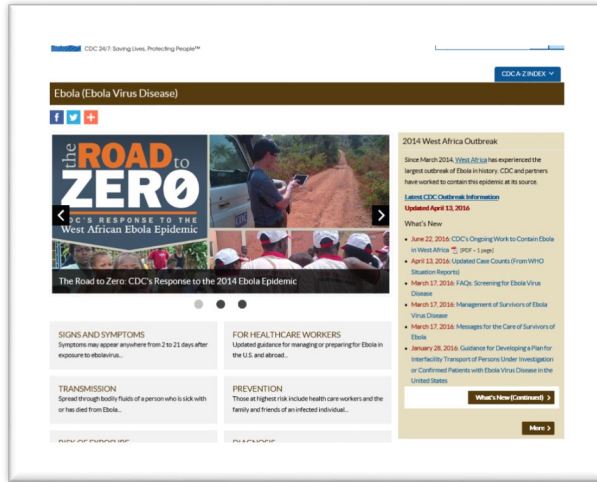 CDC 24/7: Saving Lives, Protecting People™
CDC A-Z INDEX
Ebola (Ebola Virus Disease)
the ROAD to
ZERO
DC'S RESPONSE TO THE
West African Ebola Epidemic
The Road to Zero: CDC's Response to the 2014 Ebola Epidemic
SIGNS AND SYMPTOMS
Symptoms may appear anywhere from 2 to 21 days after
exposure to ebolavirus...
FOR HEALTHCARE WORKERS
Updated guidance for managing or preparing for Ebola in
the U.S. and abroad...
TRANSMISSION
Spread through bodily fluids of a person who is sick with
or has died from Ebola...
PREVENTION
Those at highest risk include health care workers and the
family and friends of an infected individual...
RISK OF EXPOSURE
DIAGNOSIS
2014 West Africa Outbreak
Since March 2014, West Africa has experienced the
largest outbreak of Ebola in history. CDC and partners
have worked to contain this epidemic at its source.
Latest CDC Outbreak Information
Updated April 13, 2016
What's New
June 22, 2016: CDC's Ongoing Work to Contain Ebola
in West Africa [PDF – 1 page]
April 13, 2016: Updated Case Counts (From WHO
Situation Reports)
March 17, 2016: FAQs: Screening for Ebola Virus
Disease
March 17, 2016: Management of Survivors of Ebola
Virus Disease
March 17, 2016: Messages for the Care of Survivors of
Ebola
January 28, 2016: Guidance for Developing a Plan for
Interfacility Transport of Persons Under Investigation
or Confirmed Patients with Ebola Virus Disease in the
United States
What's New (Continued)
More